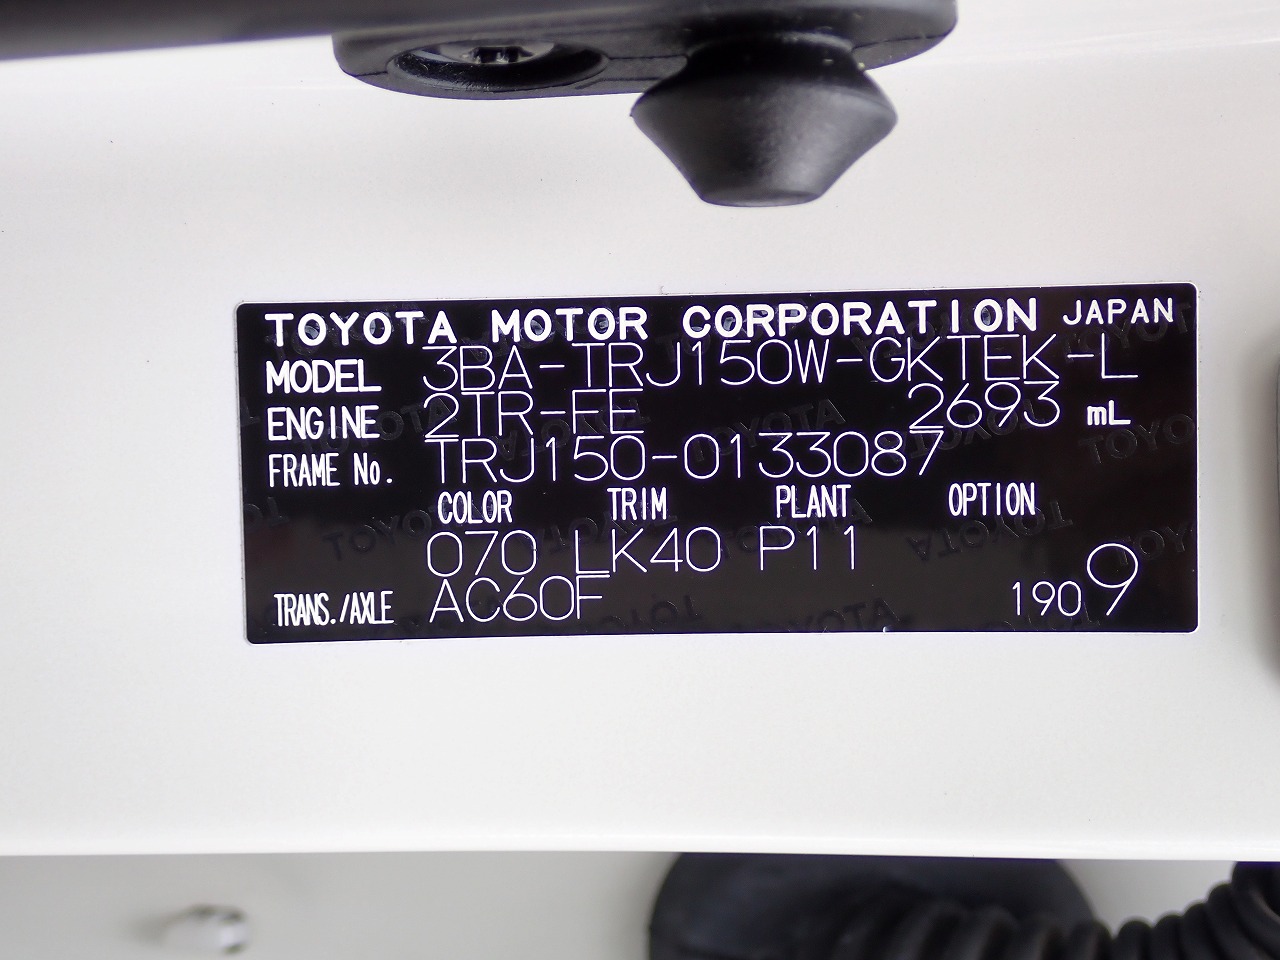 TOYOTA MOTOR CORPORATION JAPAN
MODEL 3BA-TRJ150W-GKTEK-L
ENGINE 2TR-FE 2693 mL
FRAME No. TRJ150-0133087
COLOR TRIM PLANT OPTION
070 LK40 P11
TRANS./AXLE AC60F 1909